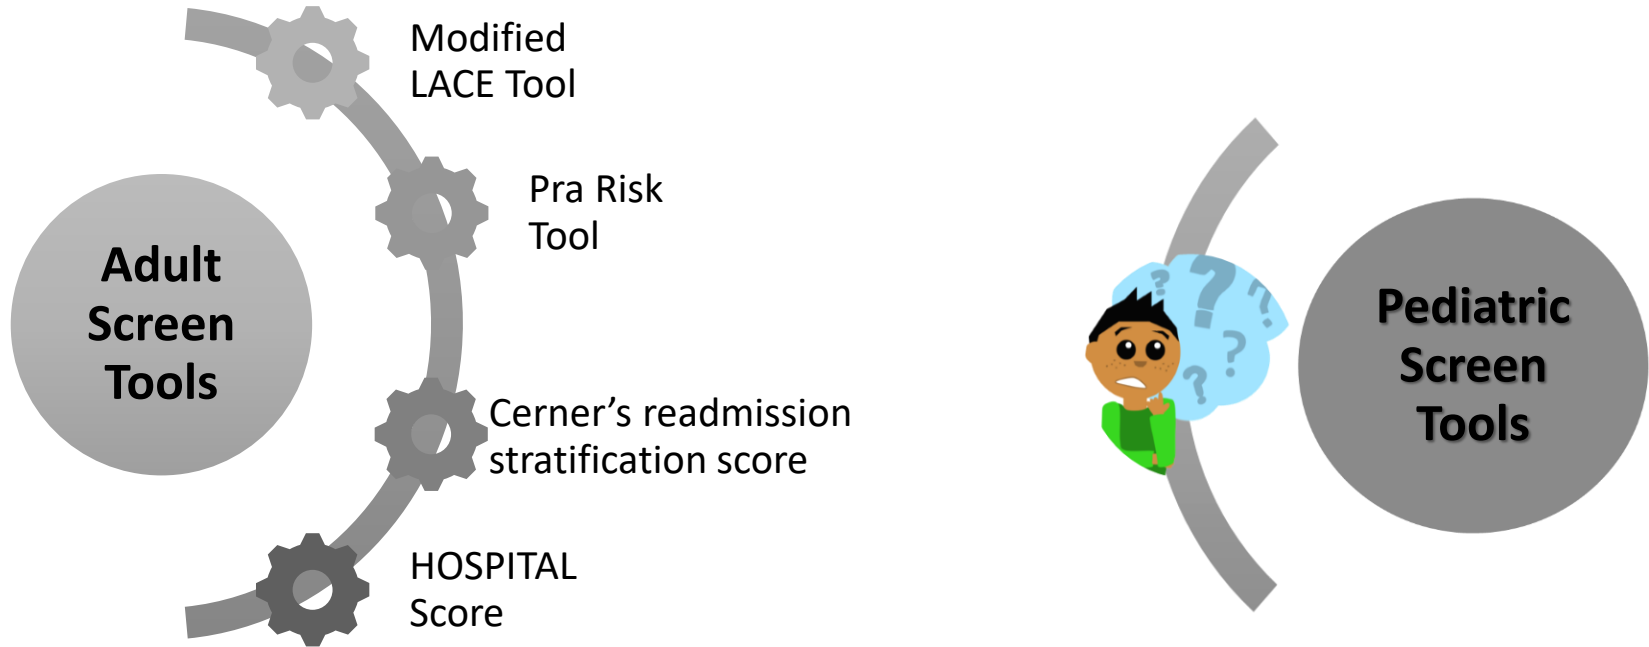 Adult
Screen
Tools
Modified
LACE Tool
Pra Risk
Tool
Cerner’s readmission
stratification score
HOSPITAL
Score
? ? ? ? ?
Pediatric
Screen
Tools